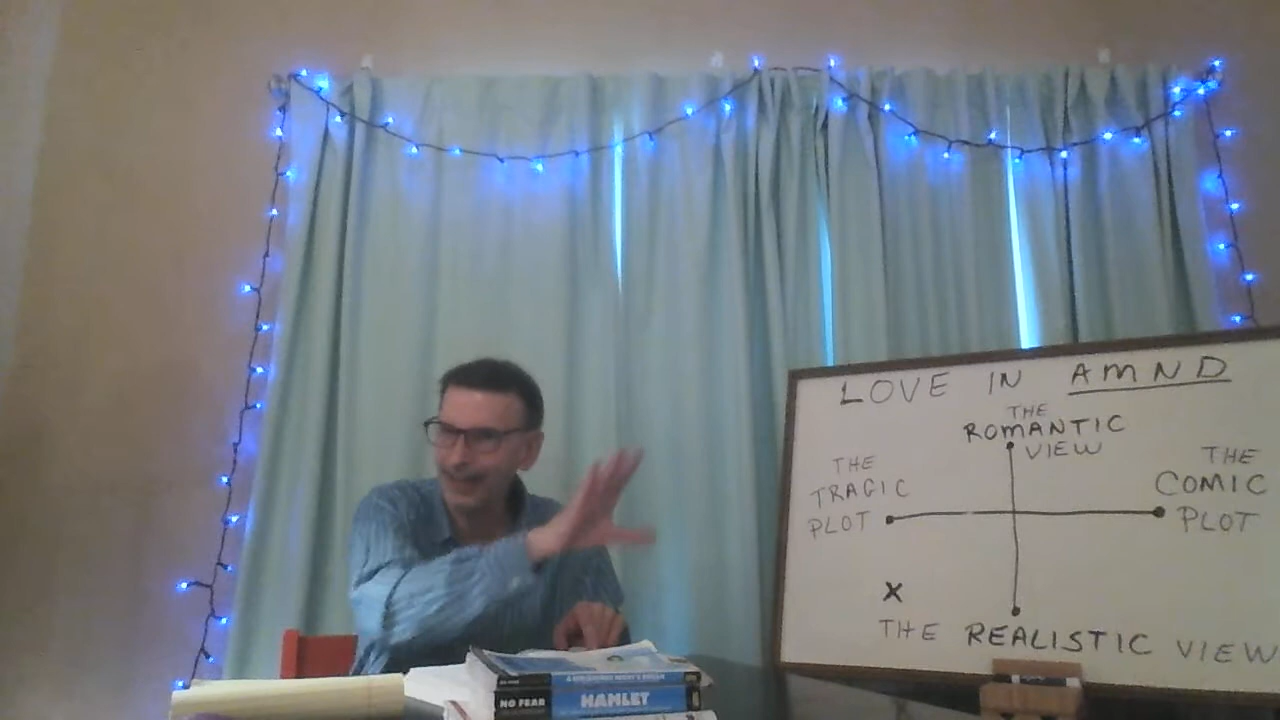 LOVE IN AMND
THE
ROMANTIC
VIEW
THE
TRAGIC
PLOT
THE
COMIC
PLOT
X
THE REALISTIC VIEW
A MIDSUMMER NIGHT'S DREAM
NO FEAR HAMLET